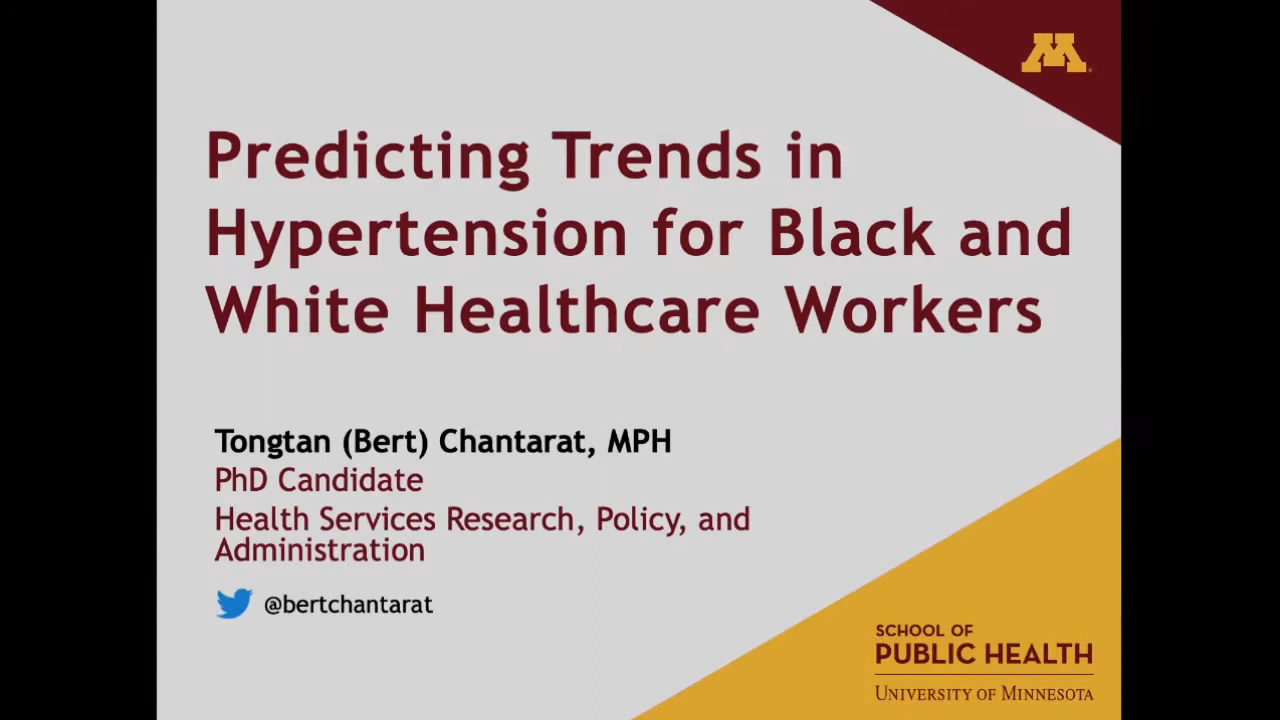 M
Predicting Trends in
Hypertension for Black and
White Healthcare Workers
Tongtan (Bert) Chantarat, MPH
PhD Candidate
Health Services Research, Policy, and
Administration
@bertchantarat
SCHOOL OF
PUBLIC HEALTH
UNIVERSITY OF MINNESOTA